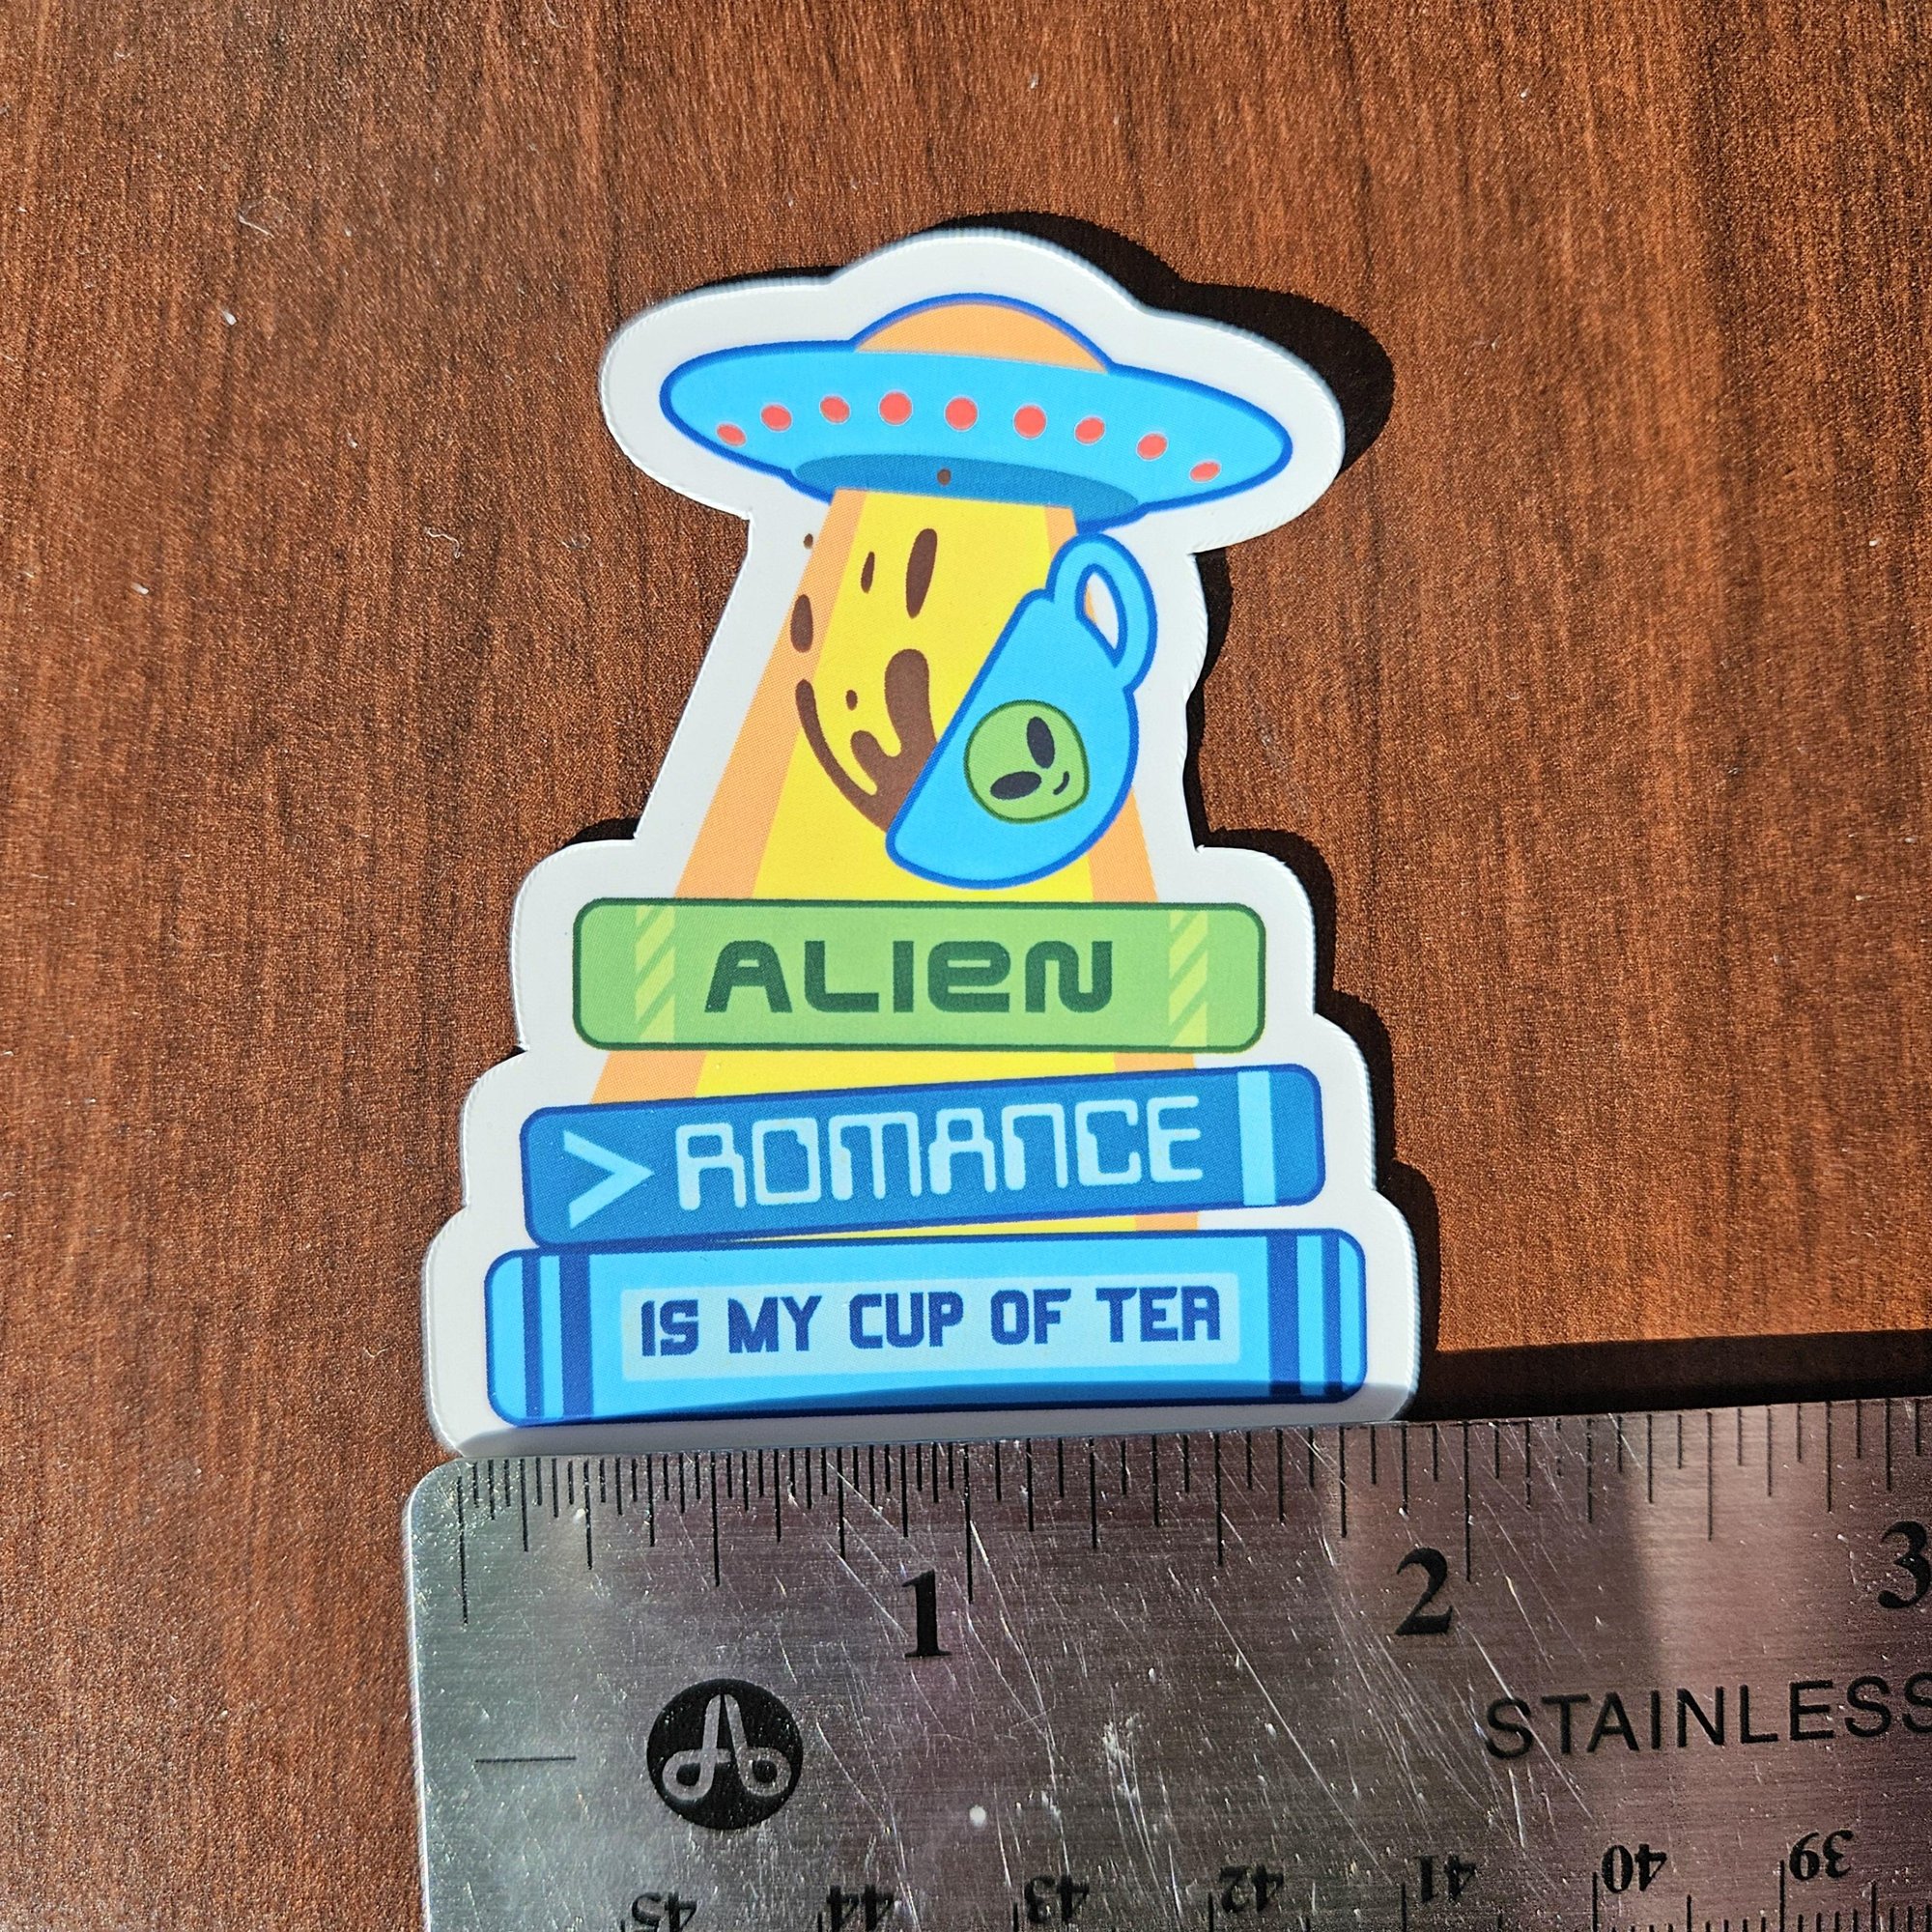 ALIEN
>ROMANCE
IS MY CUP OF TEA
1 2 3
STAINLESS
45 44 43 42 41 40 39